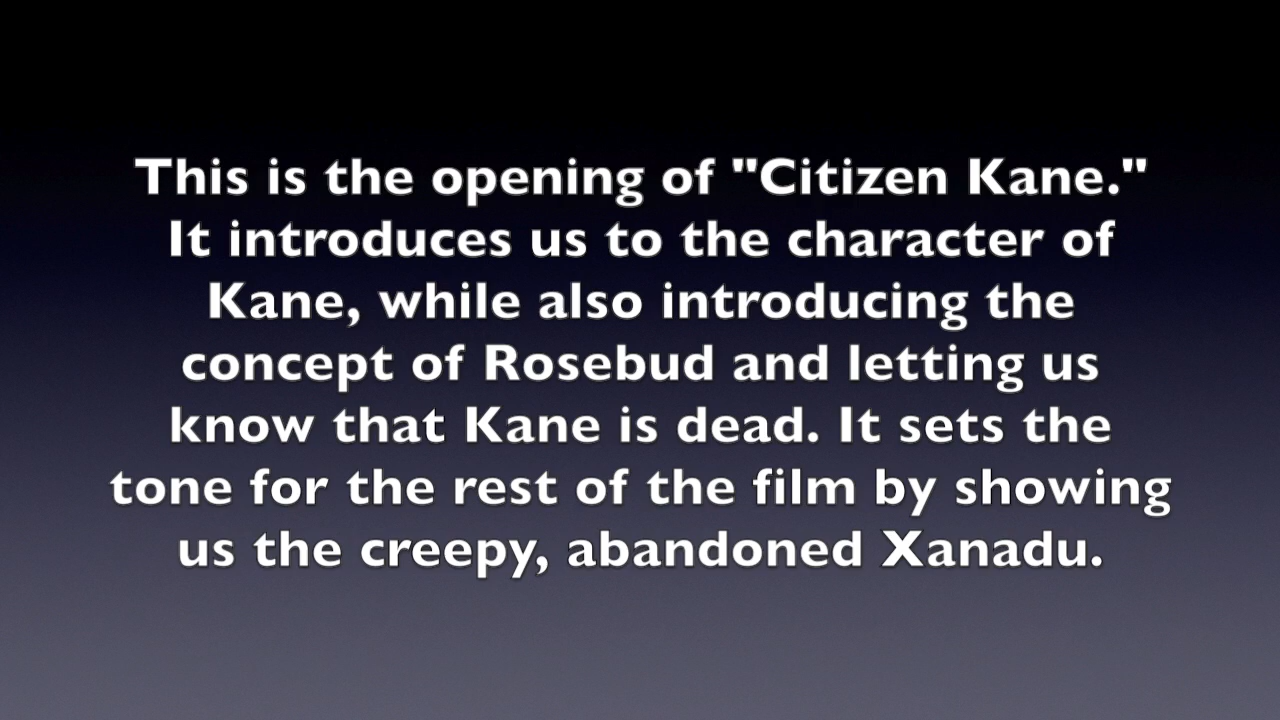 This is the opening of "Citizen Kane."
It introduces us to the character of
Kane, while also introducing the
concept of Rosebud and letting us
know that Kane is dead. It sets the
tone for the rest of the film by showing
us the creepy, abandoned Xanadu.